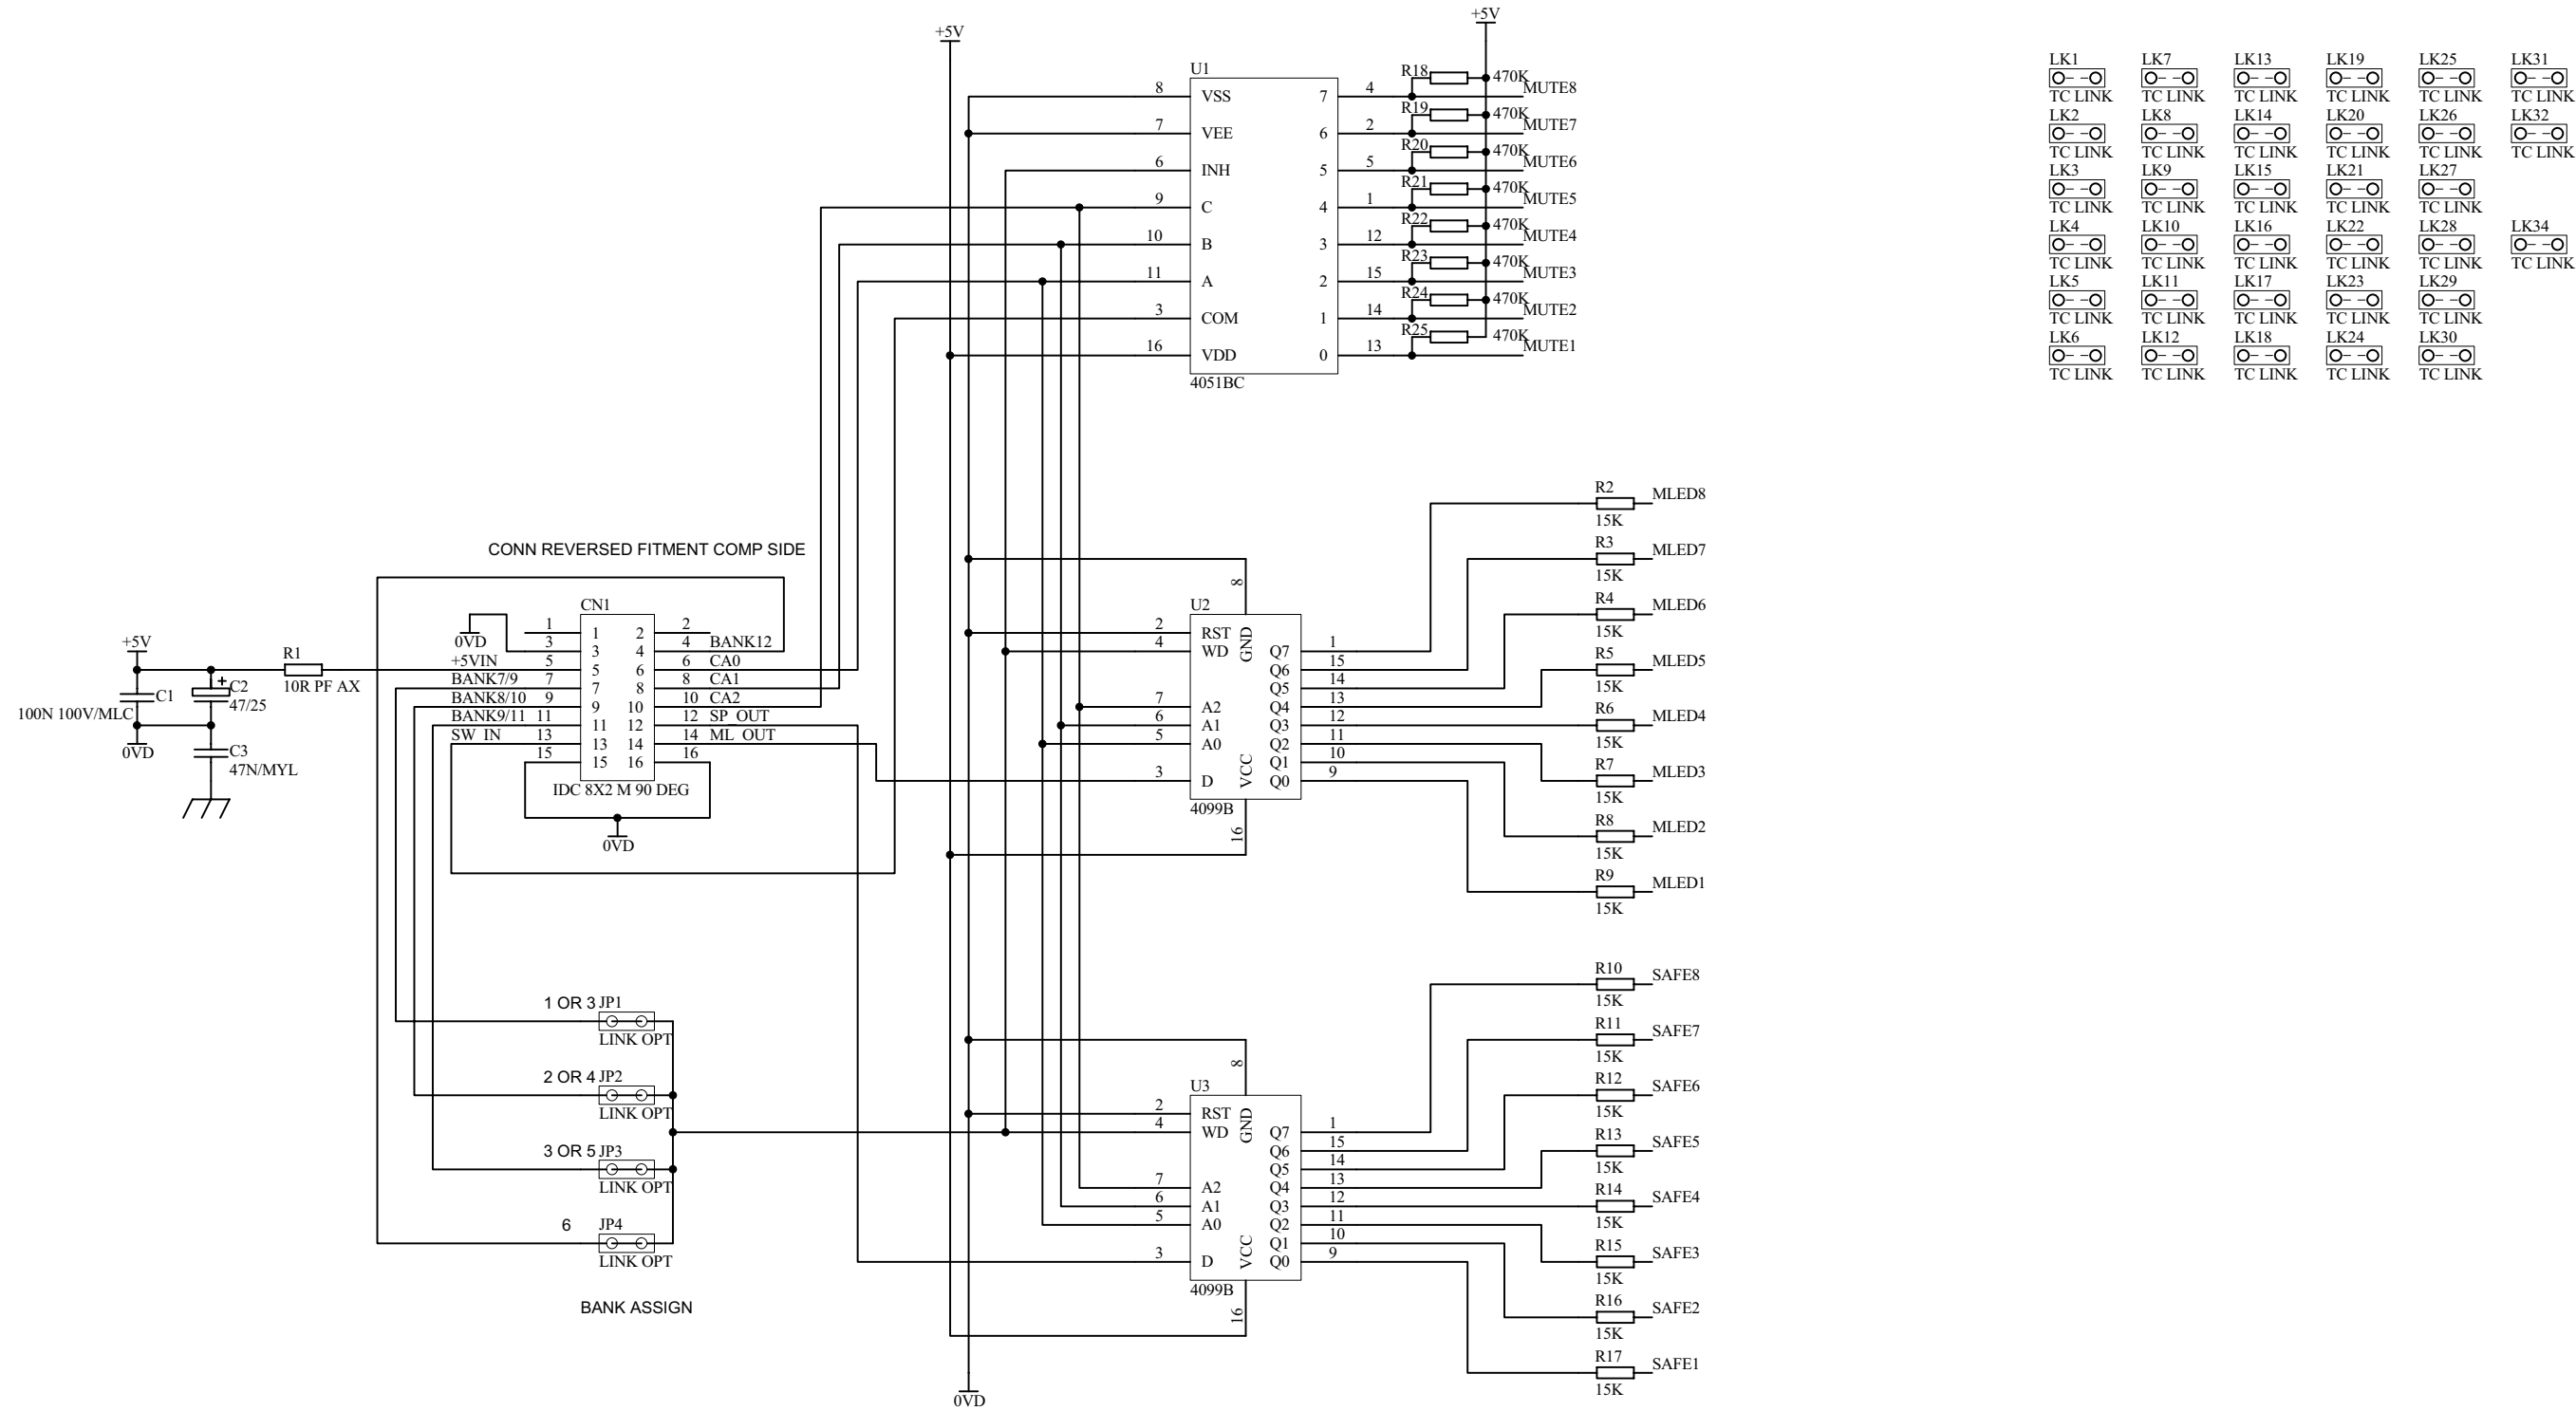 +5V
+5V
U1
8 VSS 7 4 R18 470K MUTE8
7 VEE 6 2 R19 470K MUTE7
6 INH 5 5 R20 470K MUTE6
9 C 4 1 R21 470K MUTE5
10 B 3 12 R22 470K MUTE4
11 A 2 15 R23 470K MUTE3
3 COM 1 14 R24 470K MUTE2
16 VDD 0 13 R25 470K MUTE1
4051BC
LK1 LK7 LK13 LK19 LK25 LK31
TC LINK TC LINK TC LINK TC LINK TC LINK TC LINK
LK2 LK8 LK14 LK20 LK26 LK32
TC LINK TC LINK TC LINK TC LINK TC LINK TC LINK
LK3 LK9 LK15 LK21 LK27
TC LINK TC LINK TC LINK TC LINK TC LINK
LK4 LK10 LK16 LK22 LK28 LK34
TC LINK TC LINK TC LINK TC LINK TC LINK TC LINK
LK5 LK11 LK17 LK23 LK29
TC LINK TC LINK TC LINK TC LINK TC LINK
LK6 LK12 LK18 LK24 LK30
TC LINK TC LINK TC LINK TC LINK TC LINK
CONN REVERSED FITMENT COMP SIDE
CN1
1 1 2 2
0VD 3 3 4 4 BANK12
+5VIN 5 5 6 6 CA0
BANK7/9 7 7 8 8 CA1
BANK8/10 9 9 10 10 CA2
BANK9/11 11 11 12 12 SP_OUT
SW_IN 13 13 14 14 ML_OUT
15 15 16 16
IDC 8X2 M 90 DEG
0VD
+5V
R1
10R PF AX
C1
100N 100V/MLC
+
C2
47/25
0VD
C3
47N/MYL
8
U2
2 RST GND
4 WD Q7 1
Q6 15
Q5 14
7 A2 Q4 13
6 A1 Q3 12
5 A0 Q2 11
VCC Q1 10
3 D Q0 9
4099B
16
R2 MLED8
15K
R3 MLED7
15K
R4 MLED6
15K
R5 MLED5
15K
R6 MLED4
15K
R7 MLED3
15K
R8 MLED2
15K
R9 MLED1
15K
1 OR 3 JP1
LINK OPT
2 OR 4 JP2
LINK OPT
3 OR 5 JP3
LINK OPT
6 JP4
LINK OPT
BANK ASSIGN
8
U3
2 RST GND
4 WD Q7 1
Q6 15
Q5 14
7 A2 Q4 13
6 A1 Q3 12
5 A0 Q2 11
VCC Q1 10
3 D Q0 9
4099B
16
R10 SAFE8
15K
R11 SAFE7
15K
R12 SAFE6
15K
R13 SAFE5
15K
R14 SAFE4
15K
R15 SAFE3
15K
R16 SAFE2
15K
R17 SAFE1
15K
0VD